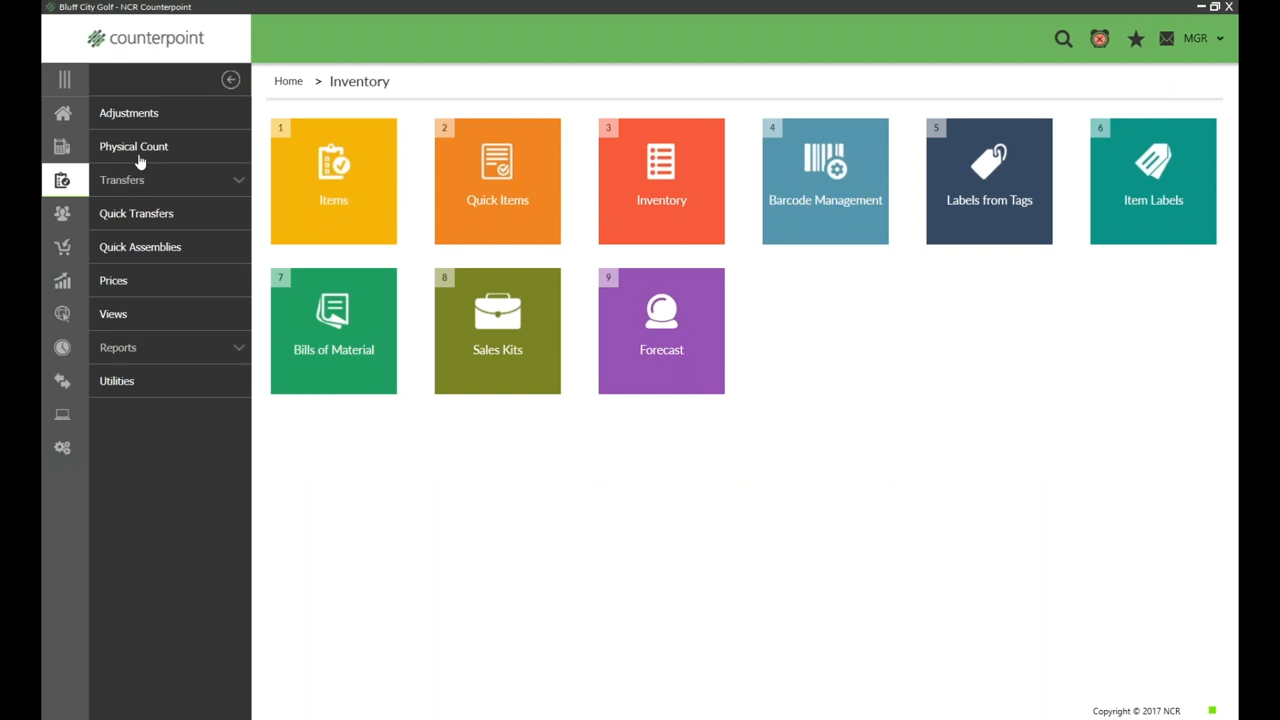 Bluff City Golf - NCR Counterpoint
counterpoint
MGR
Home > Inventory
Adjustments
Physical Count
Transfers
Quick Transfers
Quick Assemblies
Prices
Views
Reports
Utilities
1
Items
2
Quick Items
3
Inventory
4
Barcode Management
5
Labels from Tags
6
Item Labels
7
Bills of Material
8
Sales Kits
9
Forecast
Copyright © 2017 NCR